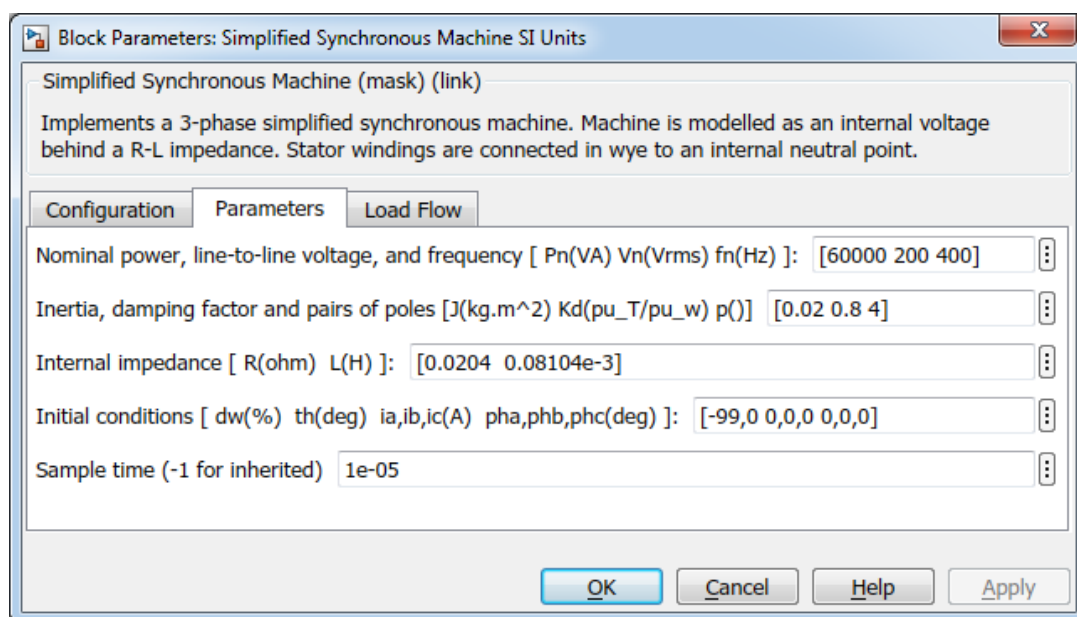 Block Parameters: Simplified Synchronous Machine SI Units
Simplified Synchronous Machine (mask) (link)
Implements a 3-phase simplified synchronous machine. Machine is modelled as an internal voltage
behind a R-L impedance. Stator windings are connected in wye to an internal neutral point.
Configuration Parameters Load Flow
Nominal power, line-to-line voltage, and frequency [ Pn(VA) Vn(Vrms) fn(Hz) ]: [60000 200 400]
Inertia, damping factor and pairs of poles [J(kg.m^2) Kd(pu_T/pu_w) p()] [0.02 0.8 4]
Internal impedance [ R(ohm) L(H) ]: [0.0204 0.08104e-3]
Initial conditions [ dw(%) th(deg) ia,ib,ic(A) pha,phb,phc(deg) ]: [-99,0 0,0,0 0,0,0]
Sample time (-1 for inherited) 1e-05
OK Cancel Help Apply